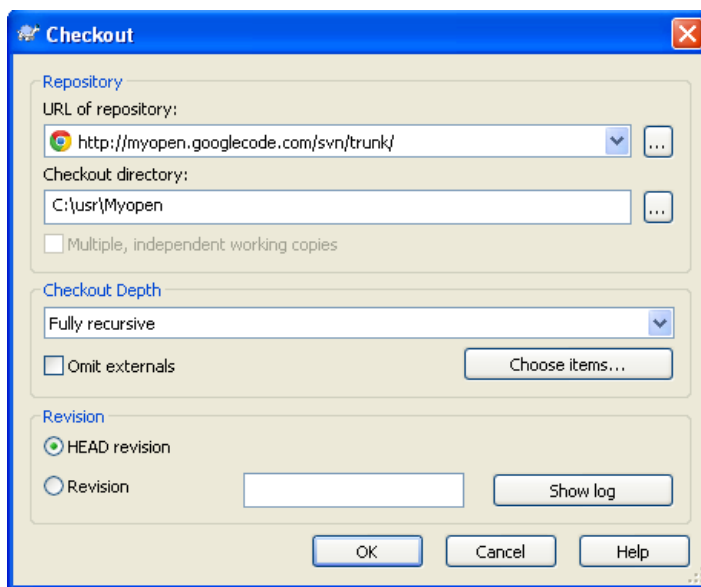 Checkout
Repository
URL of repository:
http://myopen.googlecode.com/svn/trunk/
...
Checkout directory:
C:\usr\Myopen
...
Multiple, independent working copies
Checkout Depth
Fully recursive
Omit externals
Choose items...
Revision
HEAD revision
Revision
Show log
OK
Cancel
Help